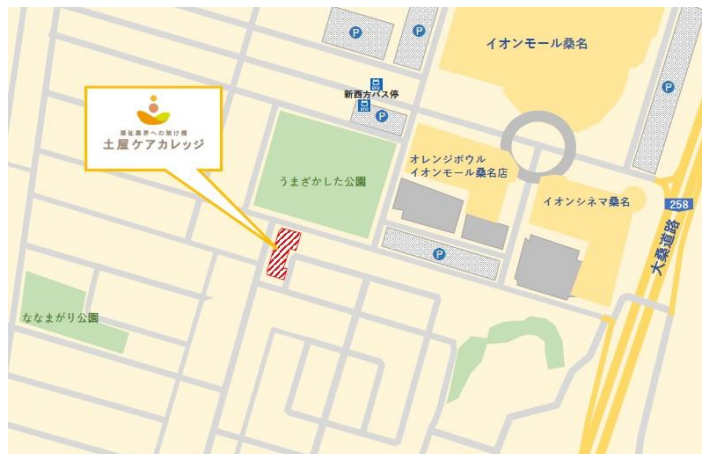 イオンモール桑名
新西方バス停
福祉業界への架け橋
土屋ケアカレッジ
オレンジボウル
イオンモール桑名店
うまざかした公園
イオンシネマ桑名
258
大桑道路
ななまがり公園
P
P
P
P
P